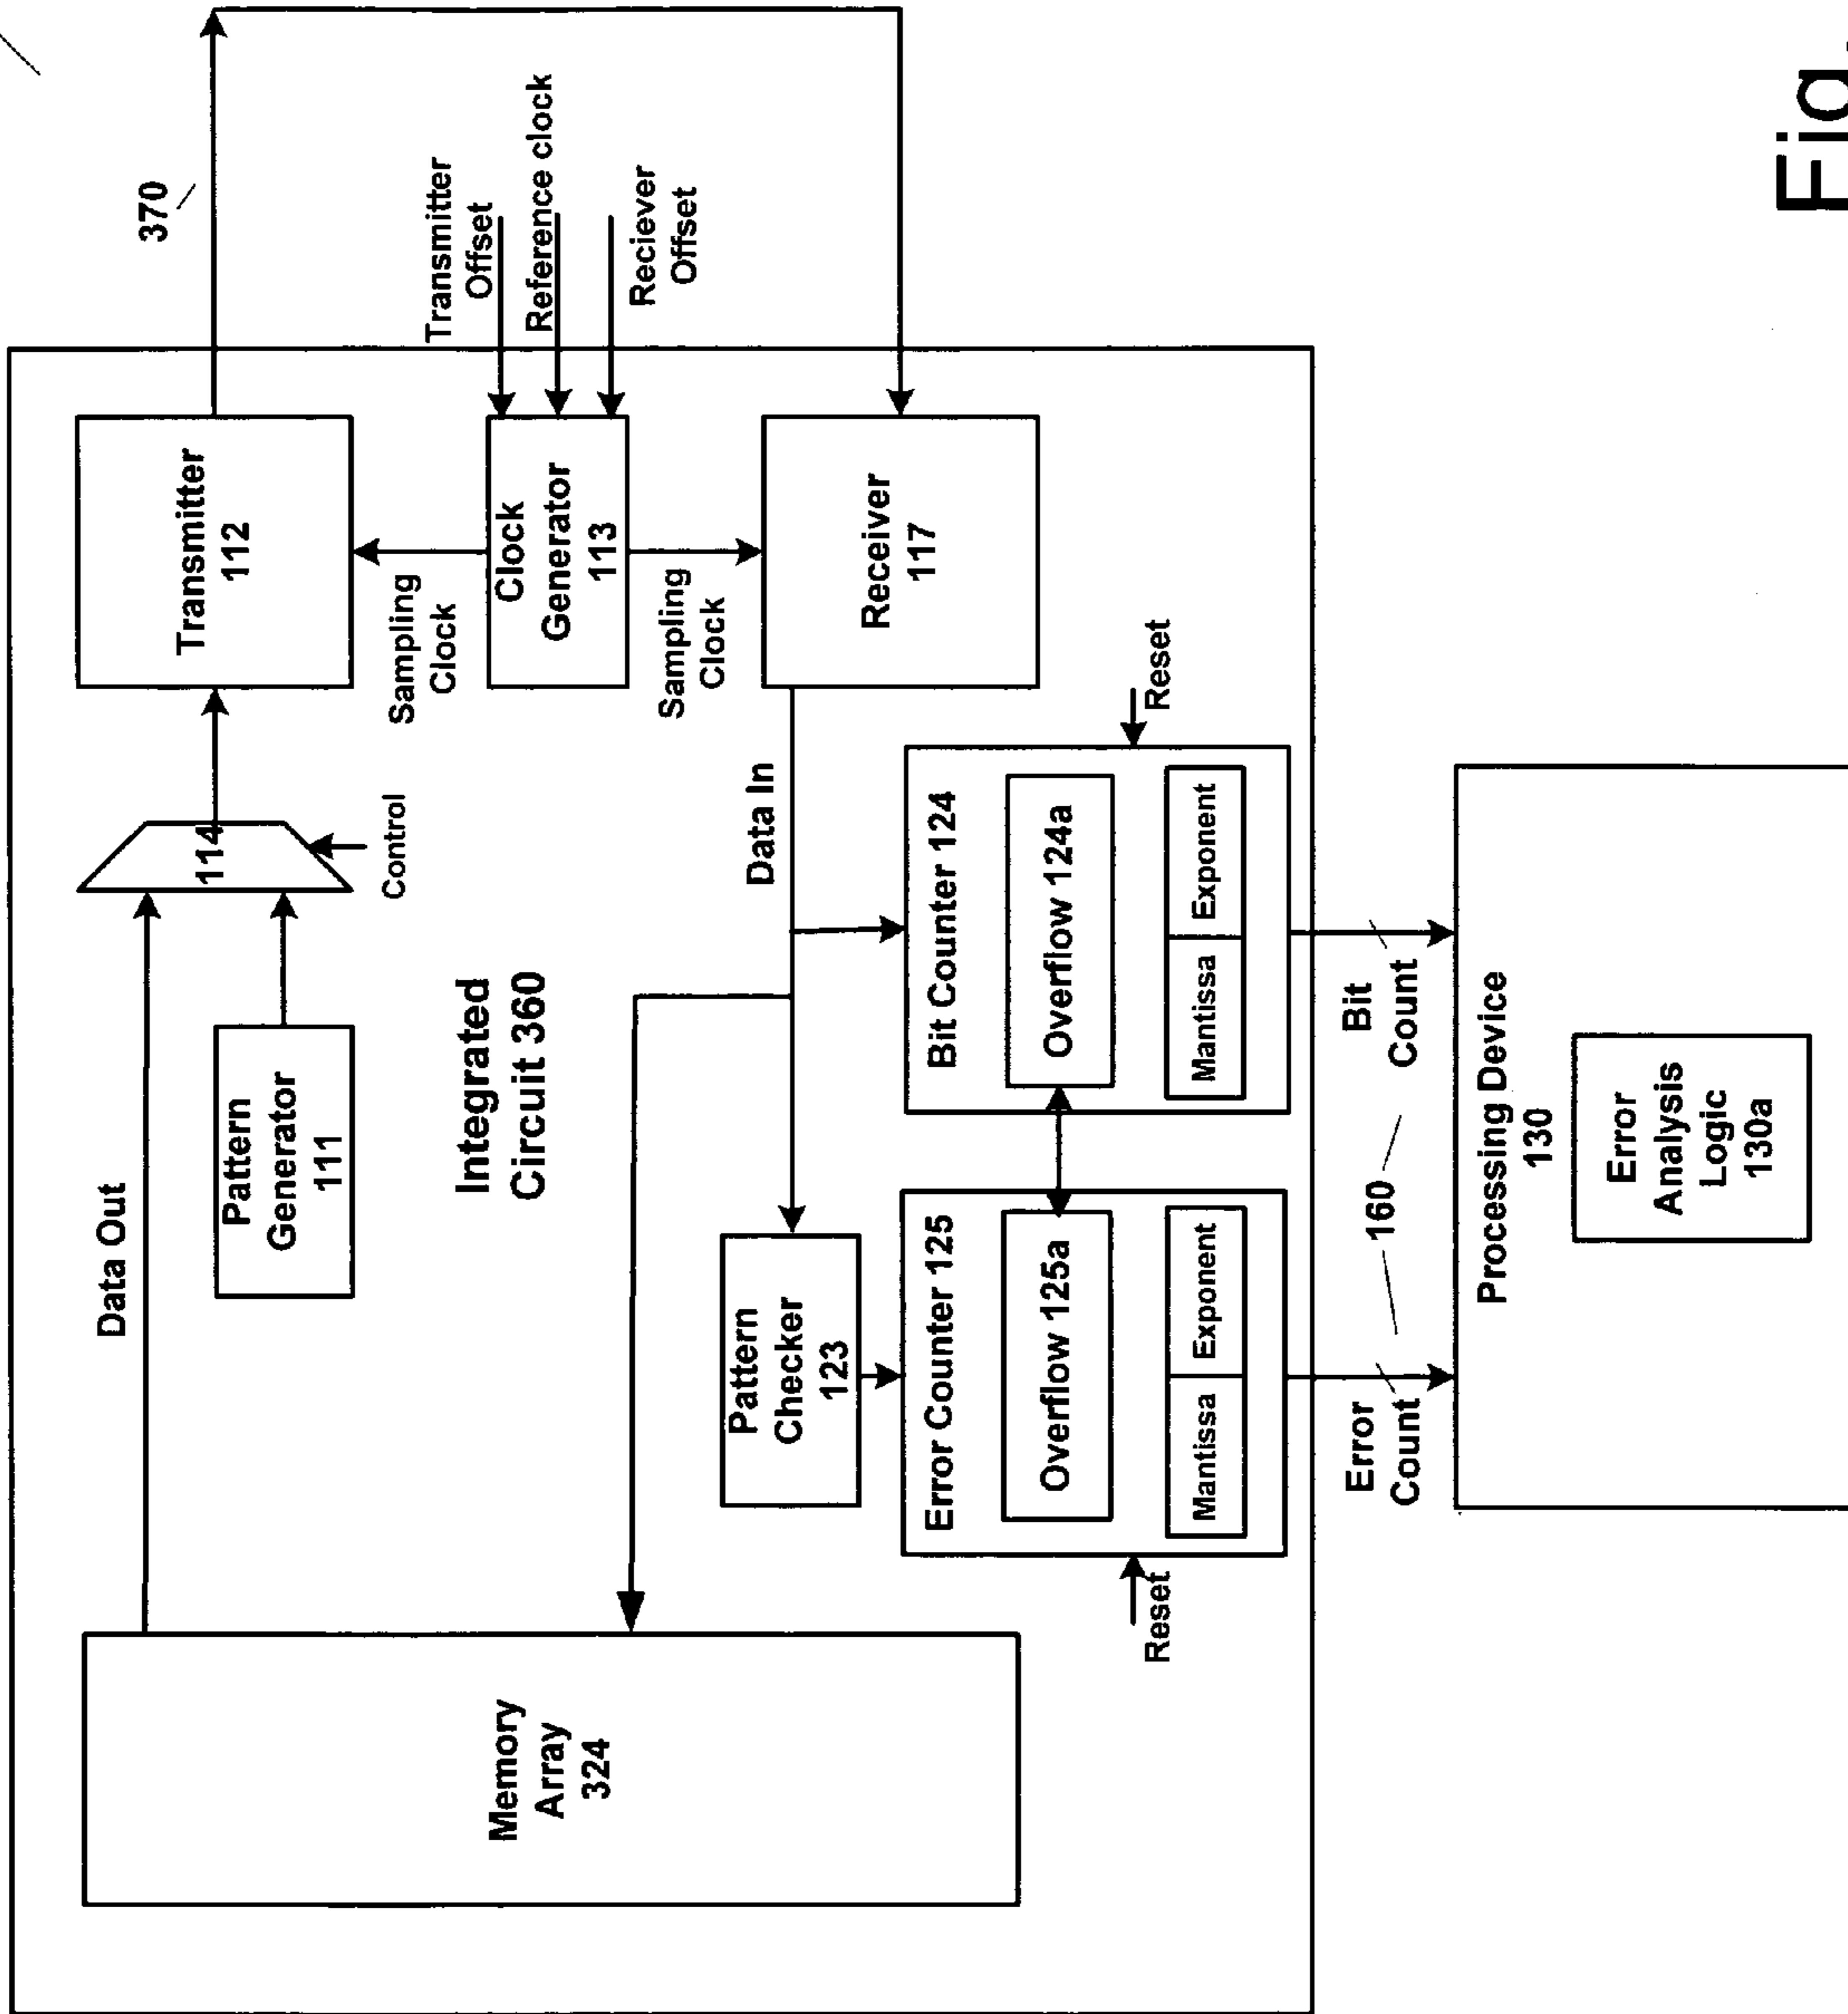 370
Transmitter
Offset
Reference clock
Reciever
Offset
Transmitter
112
Sampling
Clock
Clock
Generator
113
Sampling
Clock
Receiver
117
114
Control
Data Out
Pattern
Generator
111
Integrated
Circuit 360
Data In
Memory
Array
324
Pattern
Checker
123
Error Counter 125
Overflow 125a
Mantissa
Exponent
Reset
Bit Counter 124
Overflow 124a
Mantissa
Exponent
Reset
Error
Count
160
Bit
Count
Processing Device
130
Error
Analysis
Logic
130a
Fig.